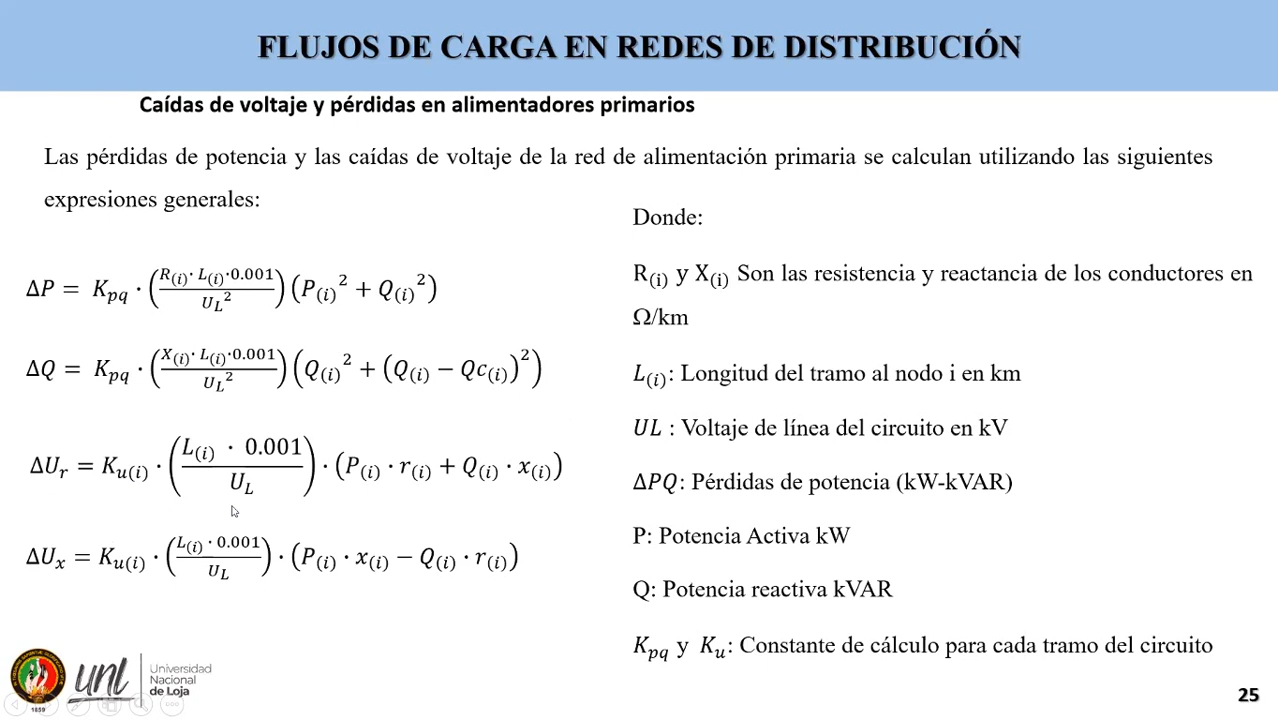 FLUJOS DE CARGA EN REDES DE DISTRIBUCIÓN
Caídas de voltaje y pérdidas en alimentadores primarios
Las pérdidas de potencia y las caídas de voltaje de la red de alimentación primaria se calculan utilizando las siguientes
expresiones generales:
ΔP = K_pq · (R_(i) · L_(i) · 0.001 / U_L²) (P_(i)² + Q_(i)²)
ΔQ = K_pq · (X_(i) · L_(i) · 0.001 / U_L²) (Q_(i)² + (Q_(i) − Qc_(i))²)
ΔU_r = K_u(i) · (L_(i) · 0.001 / U_L) · (P_(i) · r_(i) + Q_(i) · x_(i))
ΔU_x = K_u(i) · (L_(i) · 0.001 / U_L) · (P_(i) · x_(i) − Q_(i) · r_(i))
Donde:
R_(i) y X_(i) Son las resistencia y reactancia de los conductores en
Ω/km
L_(i): Longitud del tramo al nodo i en km
UL : Voltaje de línea del circuito en kV
ΔPQ: Pérdidas de potencia (kW-kVAR)
P: Potencia Activa kW
Q: Potencia reactiva kVAR
K_pq y K_u: Constante de cálculo para cada tramo del circuito
1859
unl
Universidad
Nacional
de Loja
25